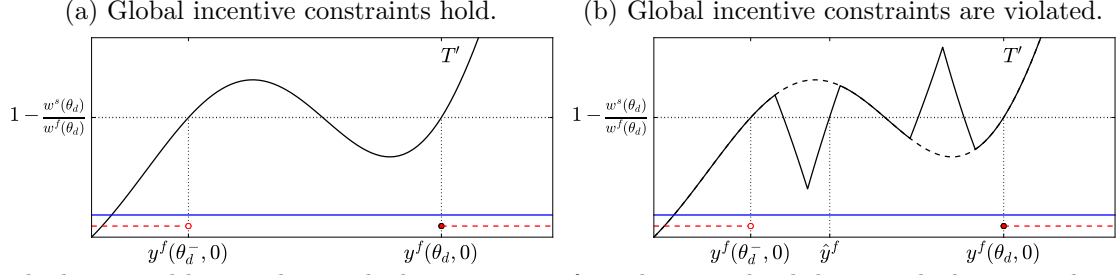 (a) Global incentive constraints hold.
(b) Global incentive constraints are violated.
T′
1 − w^s(θ_d)/w^f(θ_d)
y^f(θ_d^-, 0)
y^f(θ_d, 0)
T′
1 − w^s(θ_d)/w^f(θ_d)
y^f(θ_d^-, 0)
ŷ^f
y^f(θ_d, 0)